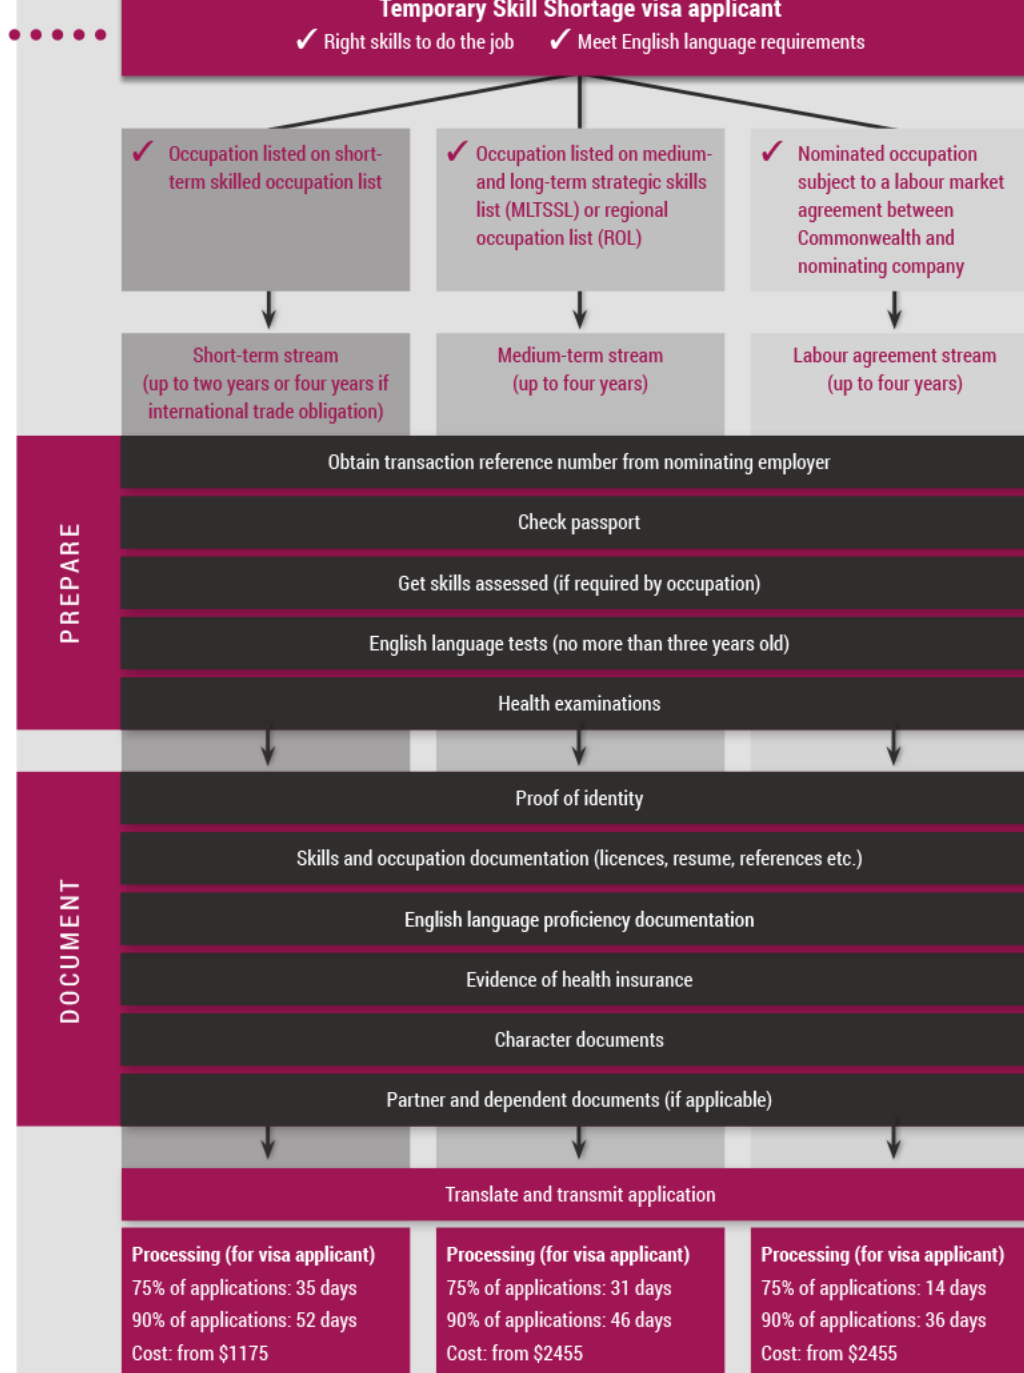 Temporary Skill Shortage visa applicant
✓ Right skills to do the job ✓ Meet English language requirements
✓ Occupation listed on short-
term skilled occupation list
✓ Occupation listed on medium-
and long-term strategic skills
list (MLTSSL) or regional
occupation list (ROL)
✓ Nominated occupation
subject to a labour market
agreement between
Commonwealth and
nominating company
Short-term stream
(up to two years or four years if
international trade obligation)
Medium-term stream
(up to four years)
Labour agreement stream
(up to four years)
PREPARE
Obtain transaction reference number from nominating employer
Check passport
Get skills assessed (if required by occupation)
English language tests (no more than three years old)
Health examinations
DOCUMENT
Proof of identity
Skills and occupation documentation (licences, resume, references etc.)
English language proficiency documentation
Evidence of health insurance
Character documents
Partner and dependent documents (if applicable)
Translate and transmit application
Processing (for visa applicant)
75% of applications: 35 days
90% of applications: 52 days
Cost: from $1175
Processing (for visa applicant)
75% of applications: 31 days
90% of applications: 46 days
Cost: from $2455
Processing (for visa applicant)
75% of applications: 14 days
90% of applications: 36 days
Cost: from $2455